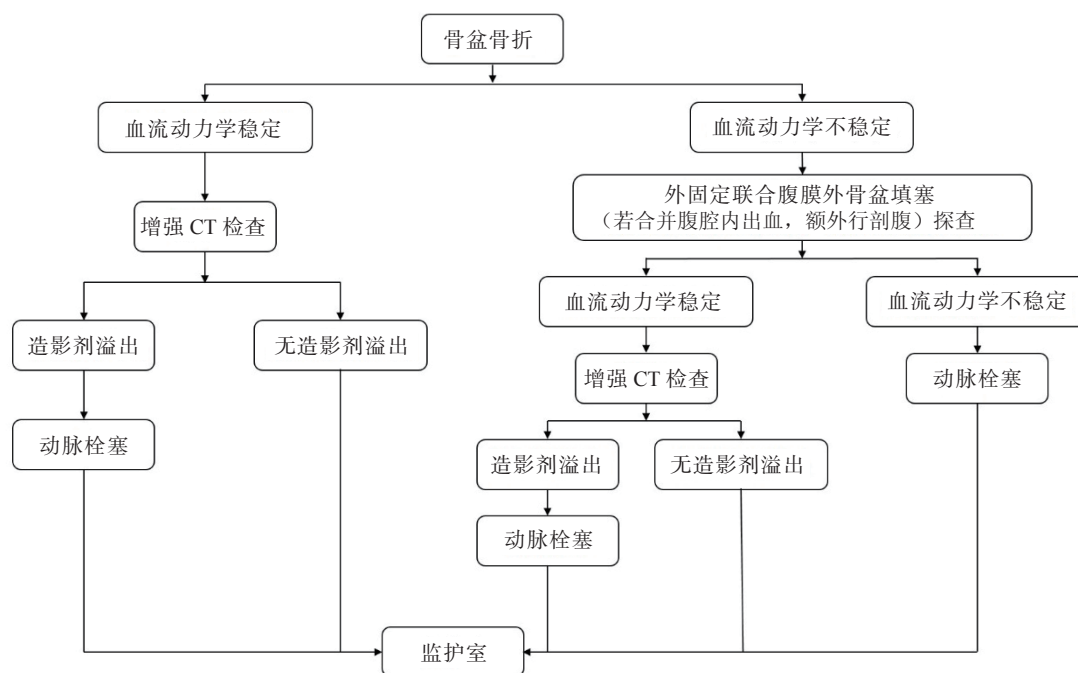 骨盆骨折
血流动力学稳定
血流动力学不稳定
外固定联合腹膜外骨盆填塞
（若合并腹腔内出血，额外行剖腹）探查
增强 CT 检查
血流动力学稳定
血流动力学不稳定
造影剂溢出
无造影剂溢出
增强 CT 检查
动脉栓塞
动脉栓塞
造影剂溢出
无造影剂溢出
动脉栓塞
监护室